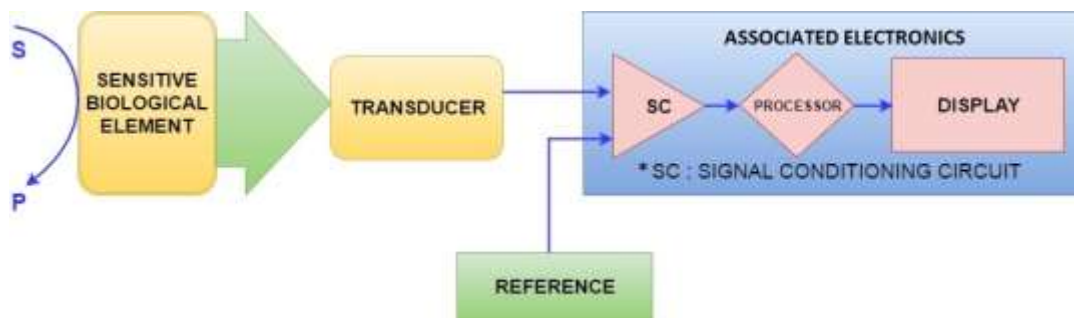 S
P
SENSITIVE
BIOLOGICAL
ELEMENT
TRANSDUCER
ASSOCIATED ELECTRONICS
SC
PROCESSOR
DISPLAY
* SC : SIGNAL CONDITIONING CIRCUIT
REFERENCE